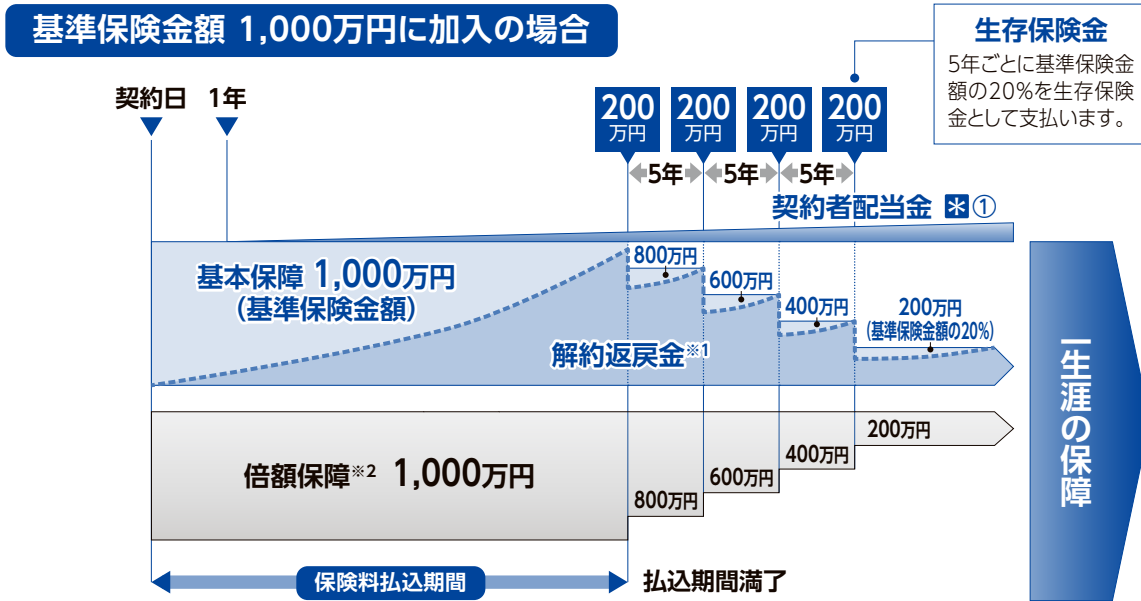 基準保険金額 1,000万円に加入の場合
生存保険金
5年ごとに基準保険金
額の20%を生存保険
金として支払います。
契約日 1年
200
万円
200
万円
200
万円
200
万円
5年
5年
5年
契約者配当金 *①
基本保障 1,000万円
(基準保険金額)
800万円
600万円
400万円
200万円
(基準保険金額の20%)
解約返戻金※1
一生涯の保障
倍額保障※2 1,000万円
800万円
600万円
400万円
200万円
保険料払込期間
払込期間満了